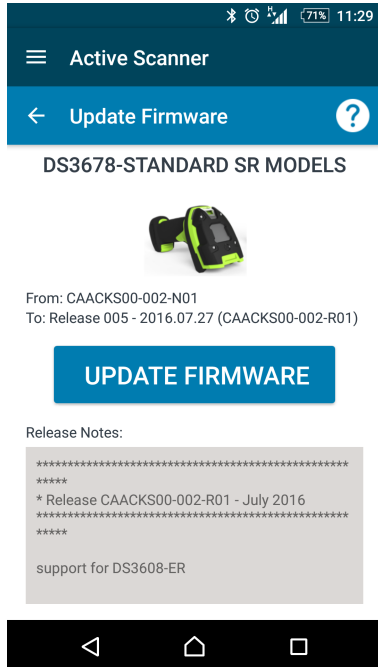 H
71% 11:29
Active Scanner
Update Firmware
?
DS3678-STANDARD SR MODELS
From: CAACKS00-002-N01
To: Release 005 - 2016.07.27 (CAACKS00-002-R01)
UPDATE FIRMWARE
Release Notes:
**************************************************
*****
* Release CAACKS00-002-R01 - July 2016
**************************************************
*****
support for DS3608-ER